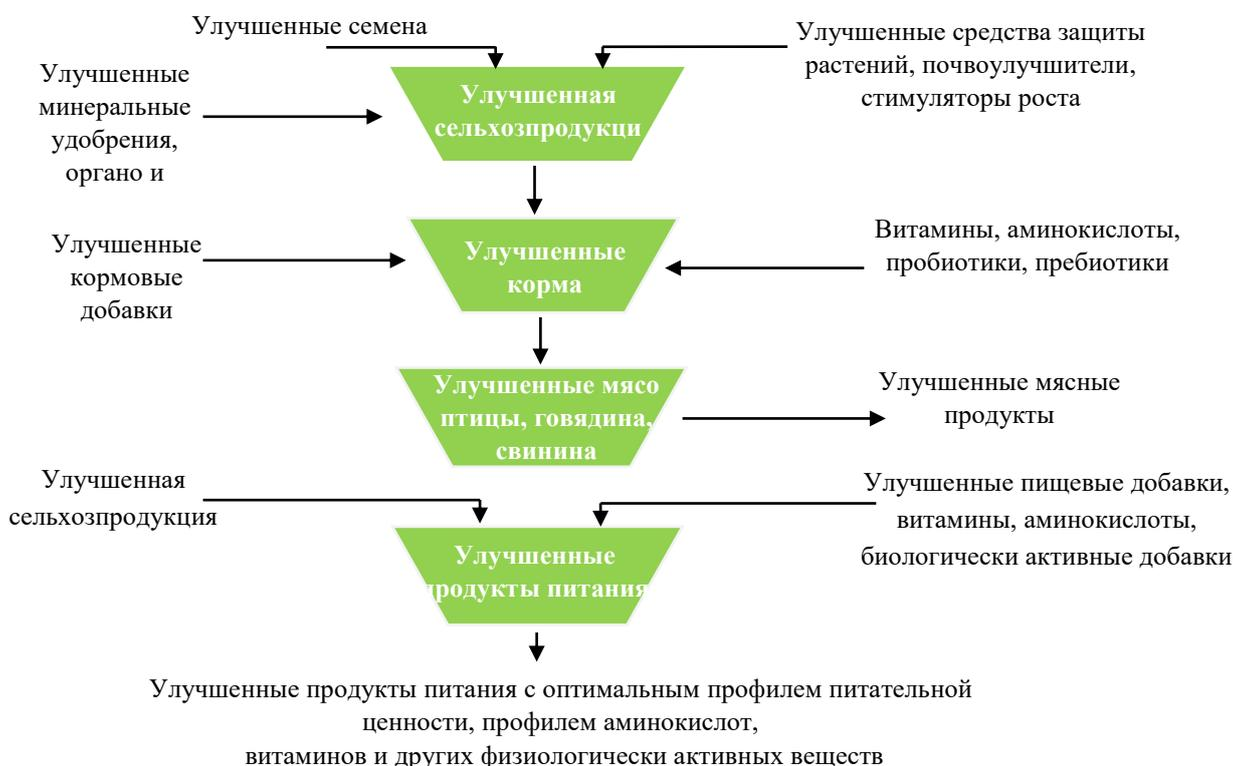 Улучшенные семена
Улучшенные средства защиты
растений, почвоулучшители,
стимуляторы роста
Улучшенные
минеральные
удобрения,
органо и
Улучшенная
сельхозпродукци
Улучшенные
кормовые
добавки
Улучшенные
корма
Витамины, аминокислоты,
пробиотики, пребиотики
Улучшенные мясо
птицы, говядина,
свинина
Улучшенные мясные
продукты
Улучшенная
сельхозпродукция
Улучшенные пищевые добавки,
витамины, аминокислоты,
биологически активные добавки
Улучшенные
продукты питания
Улучшенные продукты питания с оптимальным профилем питательной
ценности, профилем аминокислот,
витаминов и других физиологически активных веществ